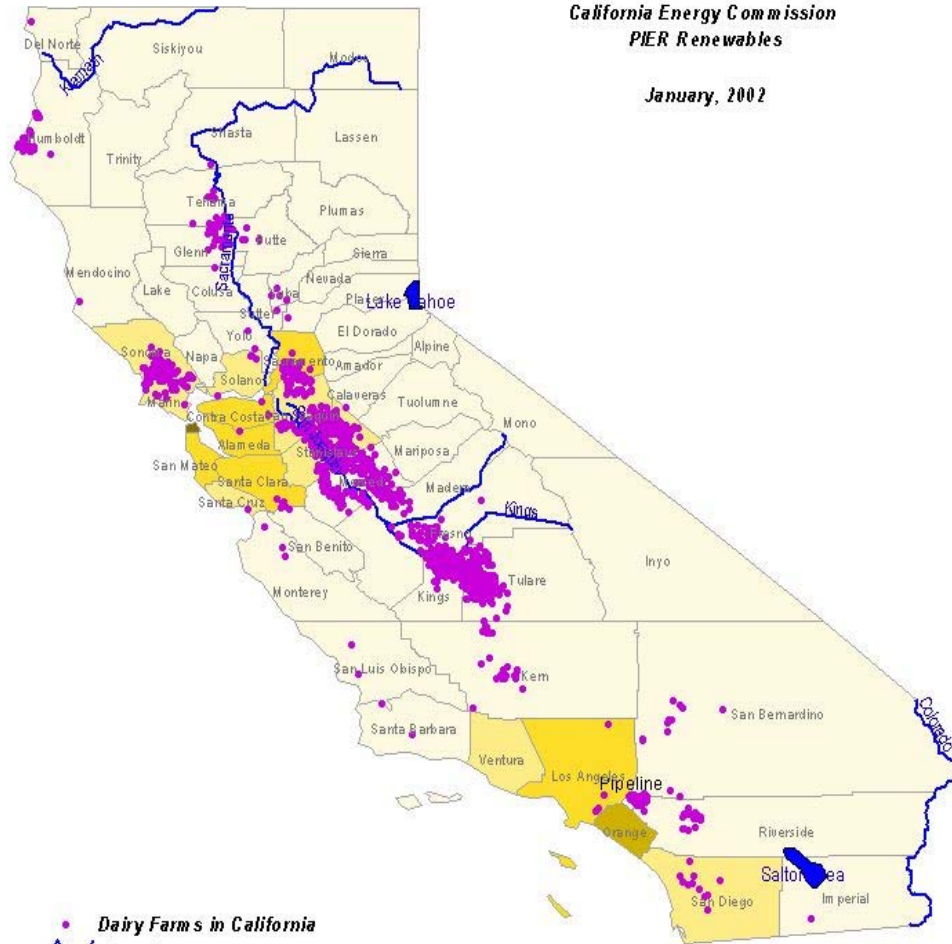 California Energy Commission
PIER Renewables
January, 2002
Del Norte
Siskiyou
Modoc
Klamath
Humboldt
Trinity
Shasta
Lassen
Tehama
Plumas
Mendocino
Glenn
Butte
Sacramento
Sierra
Lake
Colusa
Yuba
Nevada
Placer
Lake Tahoe
Sutter
Yolo
El Dorado
Sonoma
Napa
Solano
Sacramento
Amador
Alpine
Marin
Contra Costa
Calaveras
Tuolumne
Mono
Alameda
Stanislaus
Mariposa
San Mateo
Santa Clara
Merced
Madera
Santa Cruz
San Benito
Fresno
Kings
Monterey
Kings
Tulare
Inyo
San Luis Obispo
Kern
San Bernardino
Colorado
Santa Barbara
Ventura
Los Angeles
Pipeline
Orange
Riverside
Salton Sea
San Diego
Imperial
Dairy Farms in California